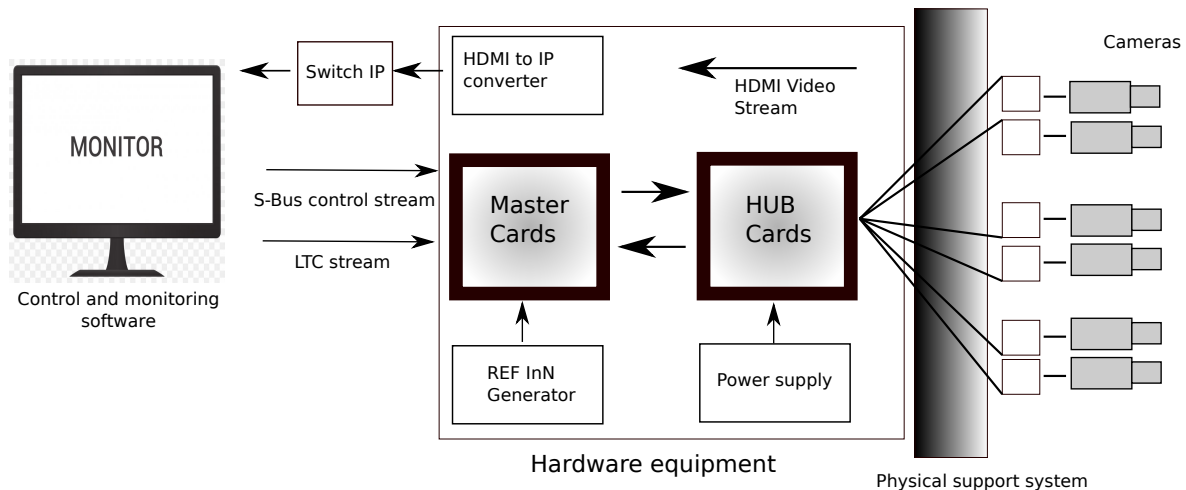 Cameras
Switch IP
HDMI to IP
converter
HDMI Video
Stream
MONITOR
S-Bus control stream
LTC stream
Master
Cards
HUB
Cards
Control and monitoring
software
REF InN
Generator
Power supply
Hardware equipment
Physical support system